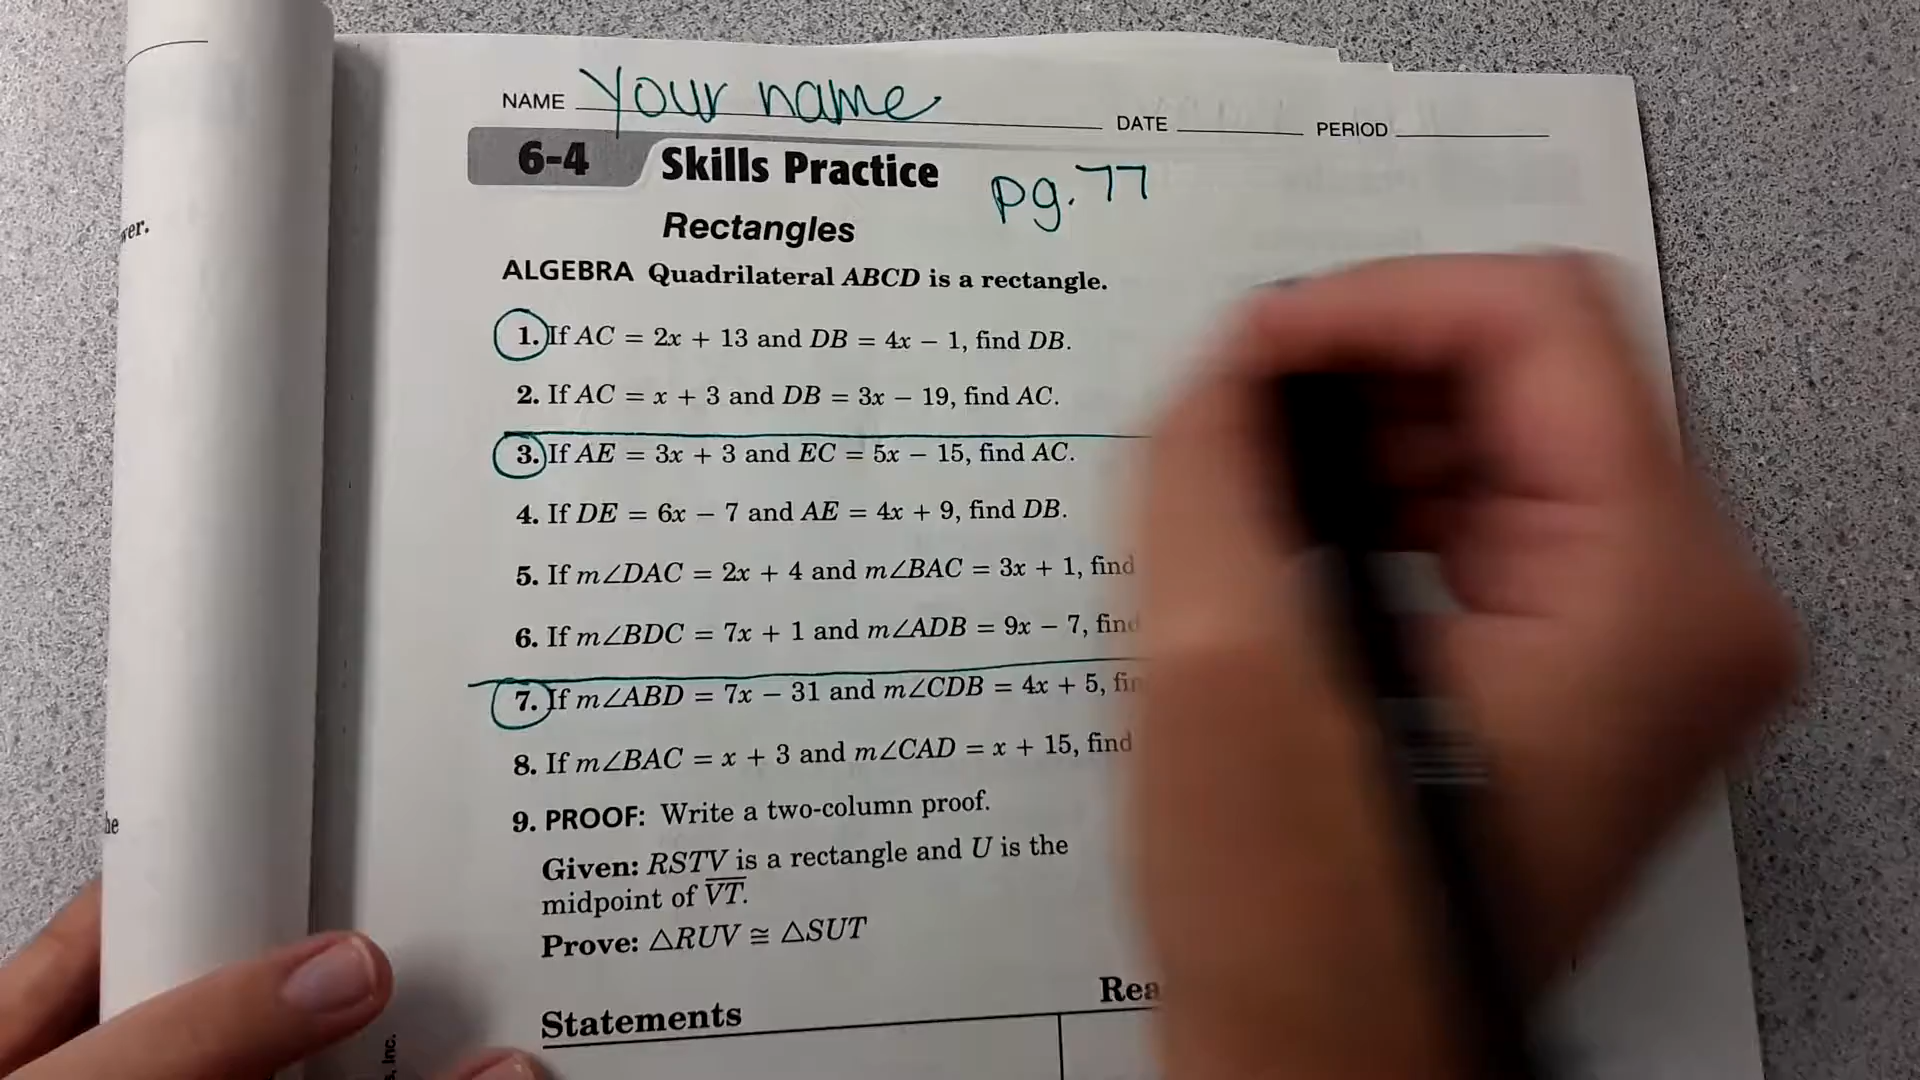 wer.
he
s, Inc.
NAME Your name DATE PERIOD
6-4 Skills Practice pg. 77
Rectangles
ALGEBRA Quadrilateral ABCD is a rectangle.
1. If AC = 2x + 13 and DB = 4x − 1, find DB.
2. If AC = x + 3 and DB = 3x − 19, find AC.
3. If AE = 3x + 3 and EC = 5x − 15, find AC.
4. If DE = 6x − 7 and AE = 4x + 9, find DB.
5. If m∠DAC = 2x + 4 and m∠BAC = 3x + 1, find
6. If m∠BDC = 7x + 1 and m∠ADB = 9x − 7, find
7. If m∠ABD = 7x − 31 and m∠CDB = 4x + 5, fin
8. If m∠BAC = x + 3 and m∠CAD = x + 15, find
9. PROOF: Write a two-column proof.
Given: RSTV is a rectangle and U is the
midpoint of V̅T̅.
Prove: △RUV ≅ △SUT
Statements Rea